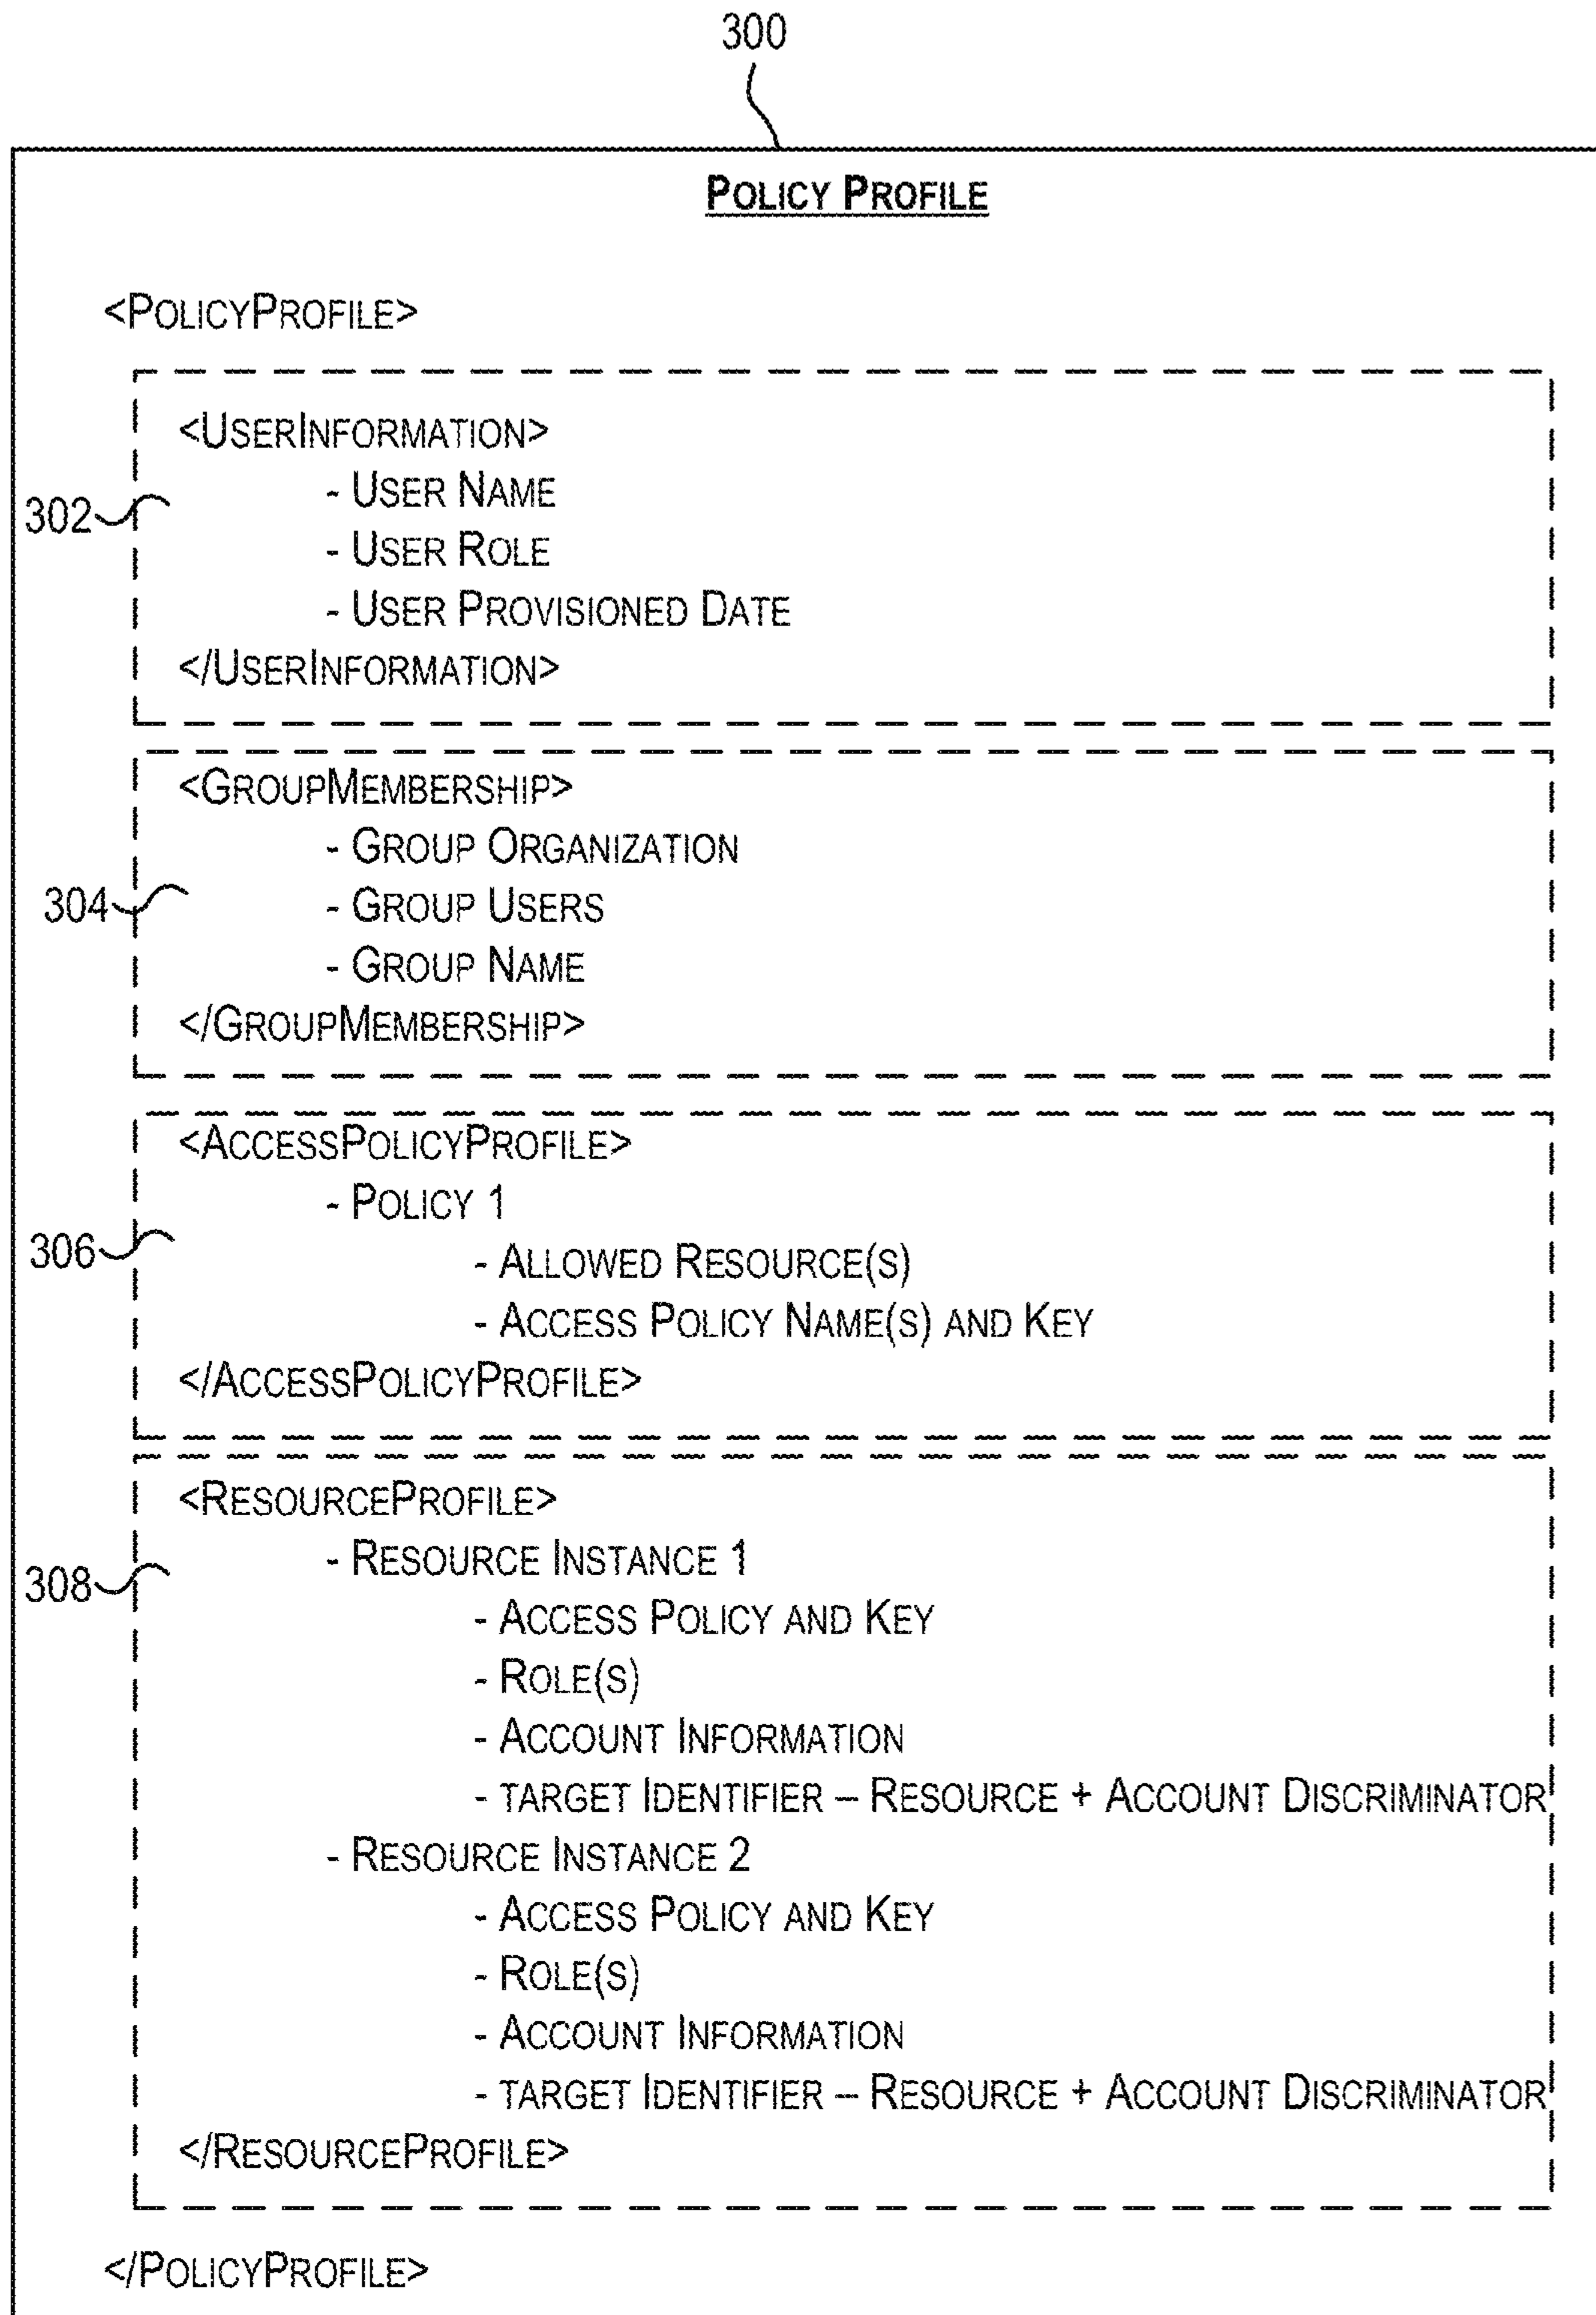 300
POLICY PROFILE
<POLICYPROFILE>
<USERINFORMATION>
- USER NAME
302
- USER ROLE
- USER PROVISIONED DATE
</USERINFORMATION>
<GROUPMEMBERSHIP>
- GROUP ORGANIZATION
304
- GROUP USERS
- GROUP NAME
</GROUPMEMBERSHIP>
<ACCESSPOLICYPROFILE>
- POLICY 1
306
- ALLOWED RESOURCE(S)
- ACCESS POLICY NAME(S) AND KEY
</ACCESSPOLICYPROFILE>
<RESOURCEPROFILE>
- RESOURCE INSTANCE 1
308
- ACCESS POLICY AND KEY
- ROLE(S)
- ACCOUNT INFORMATION
- TARGET IDENTIFIER – RESOURCE + ACCOUNT DISCRIMINATOR
- RESOURCE INSTANCE 2
- ACCESS POLICY AND KEY
- ROLE(S)
- ACCOUNT INFORMATION
- TARGET IDENTIFIER – RESOURCE + ACCOUNT DISCRIMINATOR
</RESOURCEPROFILE>
</POLICYPROFILE>